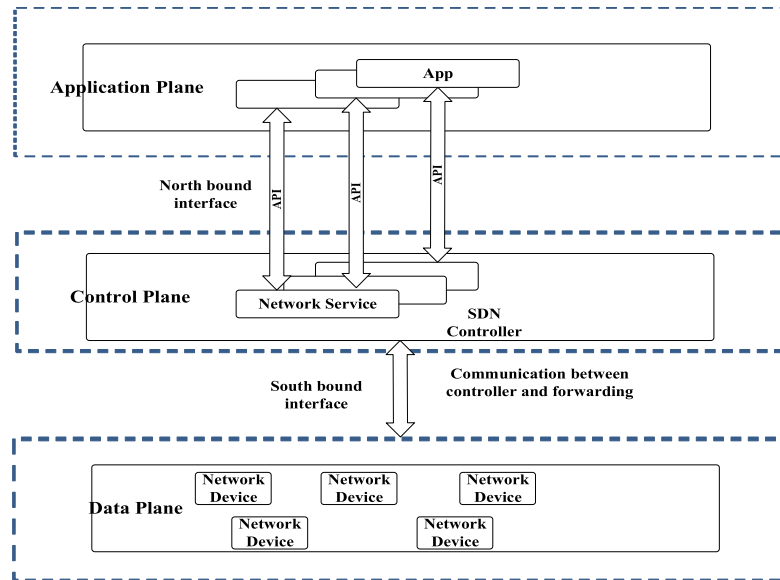 App
Application Plane
North bound
interface
API
API
API
Control Plane
Network Service
SDN
Controller
South bound
interface
Communication between
controller and forwarding
Network
Device
Network
Device
Network
Device
Data Plane
Network
Device
Network
Device